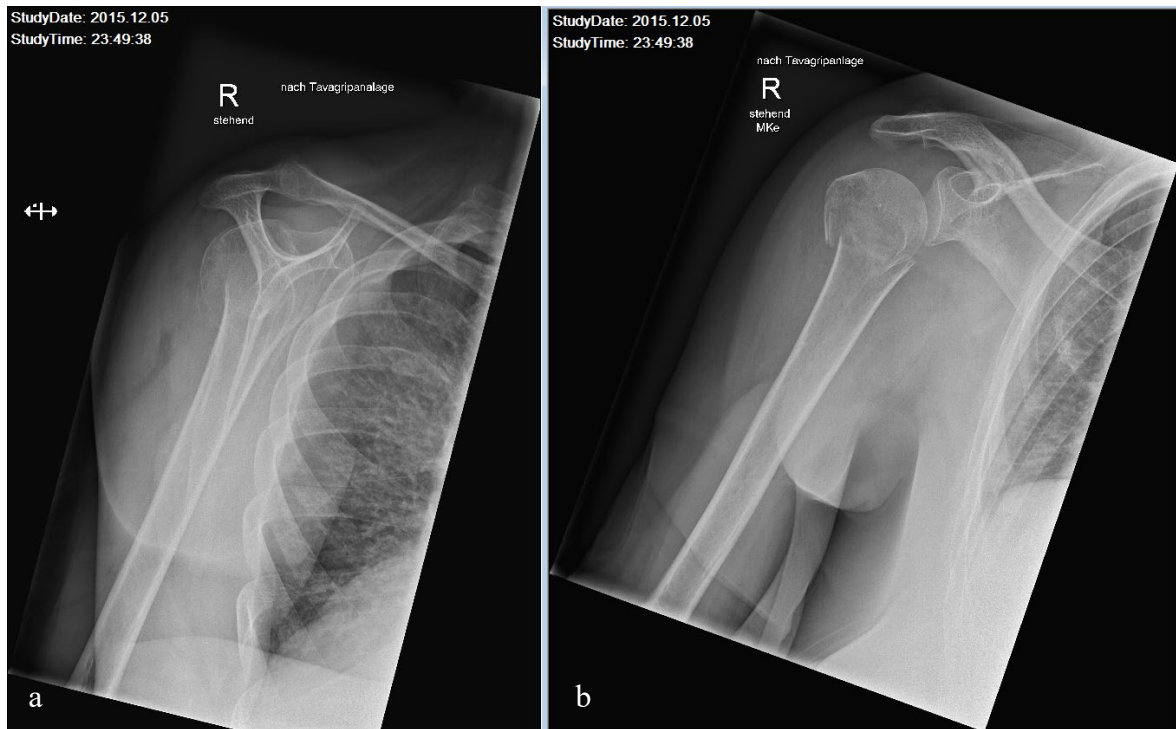 StudyDate: 2015.12.05
StudyTime: 23:49:38
nach Tavagripanalage
R
stehend
a
StudyDate: 2015.12.05
StudyTime: 23:49:38
nach Tavagripanlage
R
stehend
MKe
b